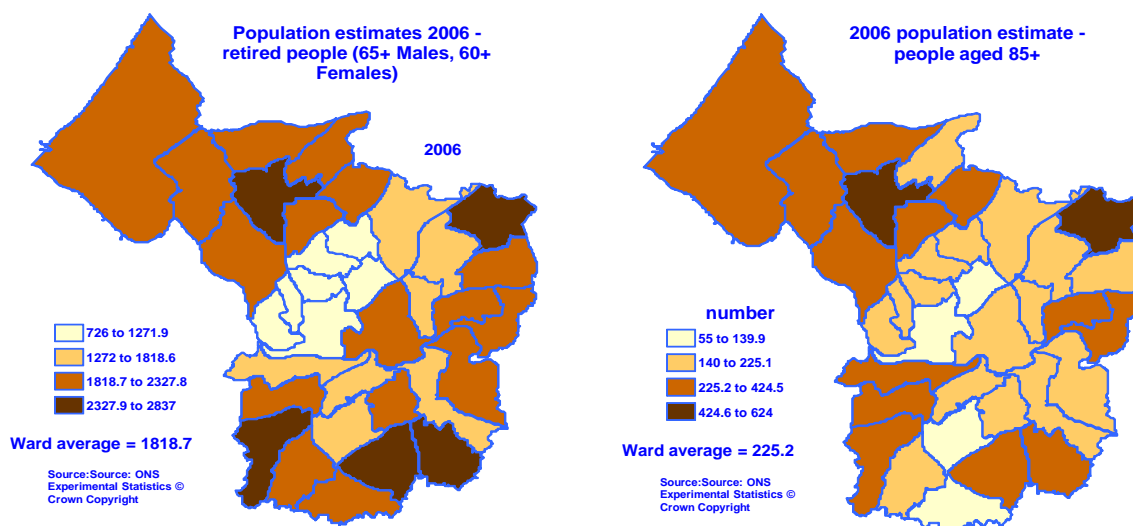 Population estimates 2006 -
retired people (65+ Males, 60+
Females)
2006
726 to 1271.9
1272 to 1818.6
1818.7 to 2327.8
2327.9 to 2837
Ward average = 1818.7
Source:Source: ONS
Experimental Statistics ©
Crown Copyright
2006 population estimate -
people aged 85+
number
55 to 139.9
140 to 225.1
225.2 to 424.5
424.6 to 624
Ward average = 225.2
Source:Source: ONS
Experimental Statistics ©
Crown Copyright